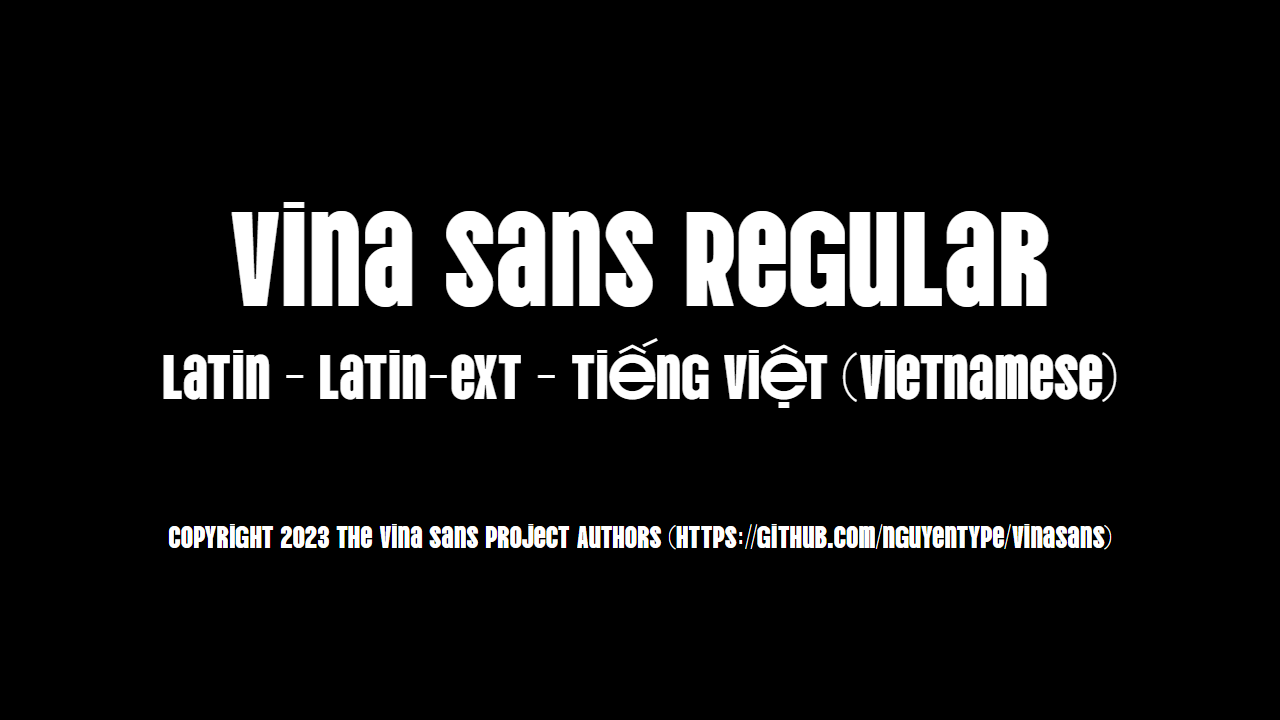 Vina Sans Regular
Latin - Latin-ext - Tiếng Việt (Vietnamese)
Copyright 2023 The Vina Sans Project Authors (https://github.com/nguyentype/vinasans)